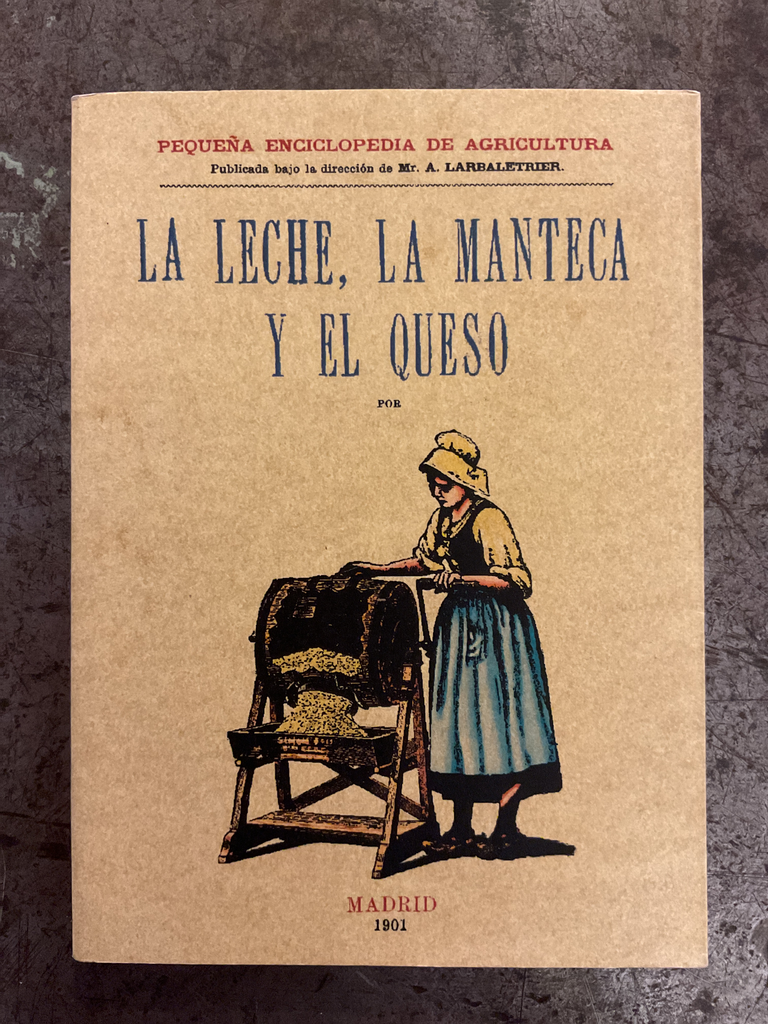 PEQUEÑA ENCICLOPEDIA DE AGRICULTURA
Publicada bajo la dirección de Mr. A. LARBALETRIER.
LA LECHE, LA MANTECA
Y EL QUESO
POR
MADRID
1901